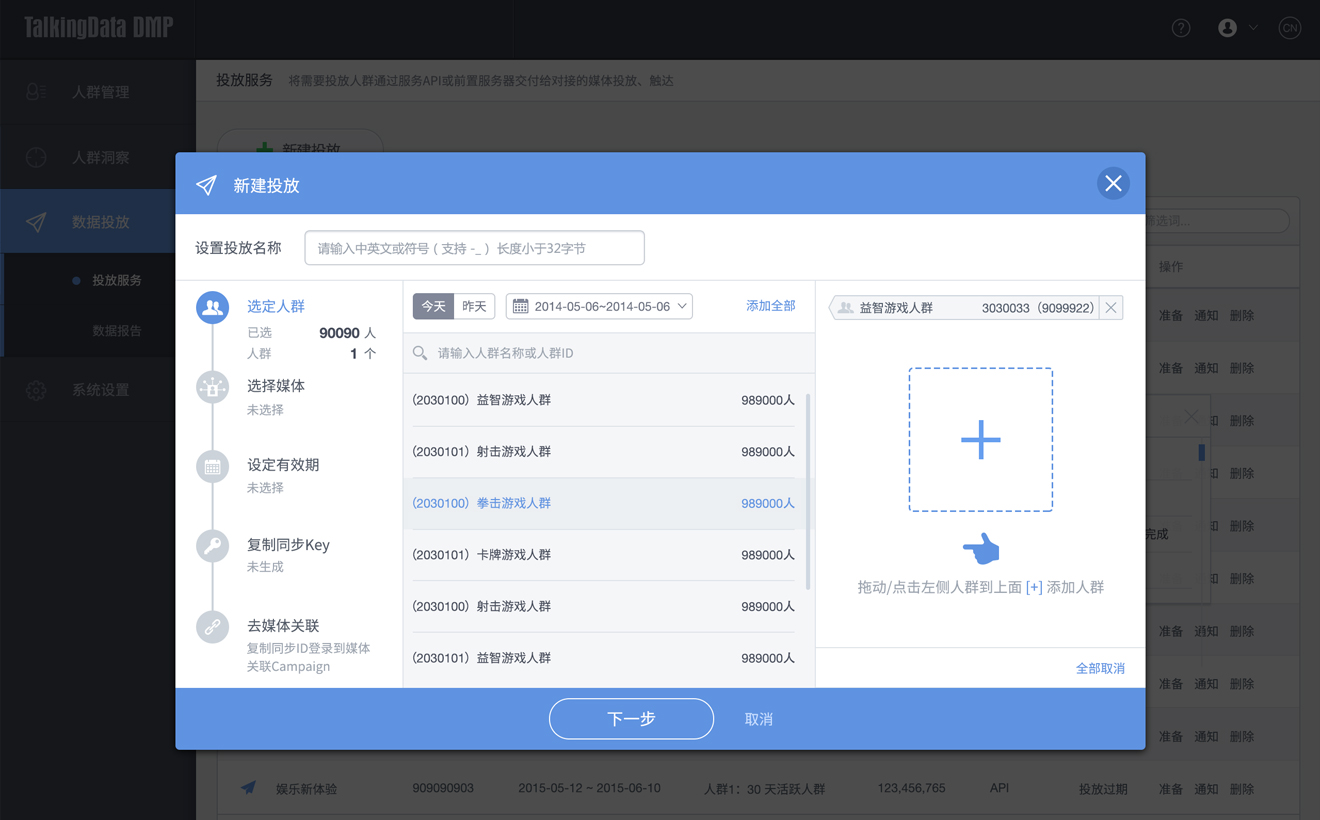 TalkingData DMP
CN
人群管理
人群洞察
数据投放
投放服务
数据报告
系统设置
投放服务 将需要投放人群通过服务API或前置服务器交付给对接的媒体投放、触达
新建投放
新建投放
设置投放名称 请输入中英文或符号 ( 支持 -_ ) 长度小于32字节
选定人群
已选 90090 人
人群 1 个
选择媒体
未选择
设定有效期
未选择
复制同步Key
未生成
去媒体关联
复制同步ID登录到媒体
关联Campaign
今天 昨天 2014-05-06~2014-05-06 添加全部
请输入人群名称或人群ID
(2030100) 益智游戏人群 989000人
(2030101) 射击游戏人群 989000人
(2030100) 拳击游戏人群 989000人
(2030101) 卡牌游戏人群 989000人
(2030100) 射击游戏人群 989000人
(2030101) 益智游戏人群 989000人
益智游戏人群 3030033 (9099922)
拖动/点击左侧人群到上面 [+] 添加人群
全部取消
下一步 取消
选词...
操作
准备 通知 删除
准备 通知 删除
知 删除
知 删除
完成
知 删除
知 删除
准备 通知 删除
准备 通知 删除
准备 通知 删除
娱乐新体验 909090903 2015-05-12 ~ 2015-06-10 人群1：30 天活跃人群 123,456,765 API 投放过期 准备 通知 删除